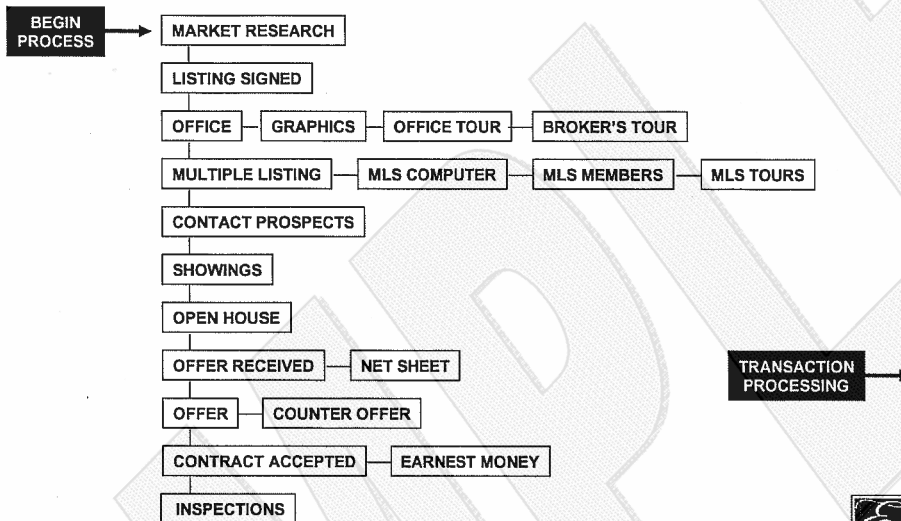 BEGIN
PROCESS
MARKET RESEARCH
LISTING SIGNED
OFFICE GRAPHICS OFFICE TOUR BROKER'S TOUR
MULTIPLE LISTING MLS COMPUTER MLS MEMBERS MLS TOURS
CONTACT PROSPECTS
SHOWINGS
OPEN HOUSE
OFFER RECEIVED NET SHEET
TRANSACTION
PROCESSING
OFFER COUNTER OFFER
CONTRACT ACCEPTED EARNEST MONEY
INSPECTIONS